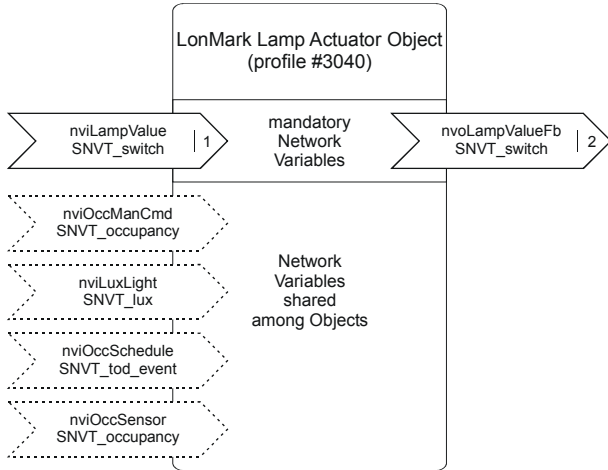 LonMark Lamp Actuator Object
(profile #3040)
nviLampValue
SNVT_switch
1
mandatory
Network
Variables
nvoLampValueFb
SNVT_switch
2
nviOccManCmd
SNVT_occupancy
nviLuxLight
SNVT_lux
nviOccSchedule
SNVT_tod_event
nviOccSensor
SNVT_occupancy
Network
Variables
shared
among Objects